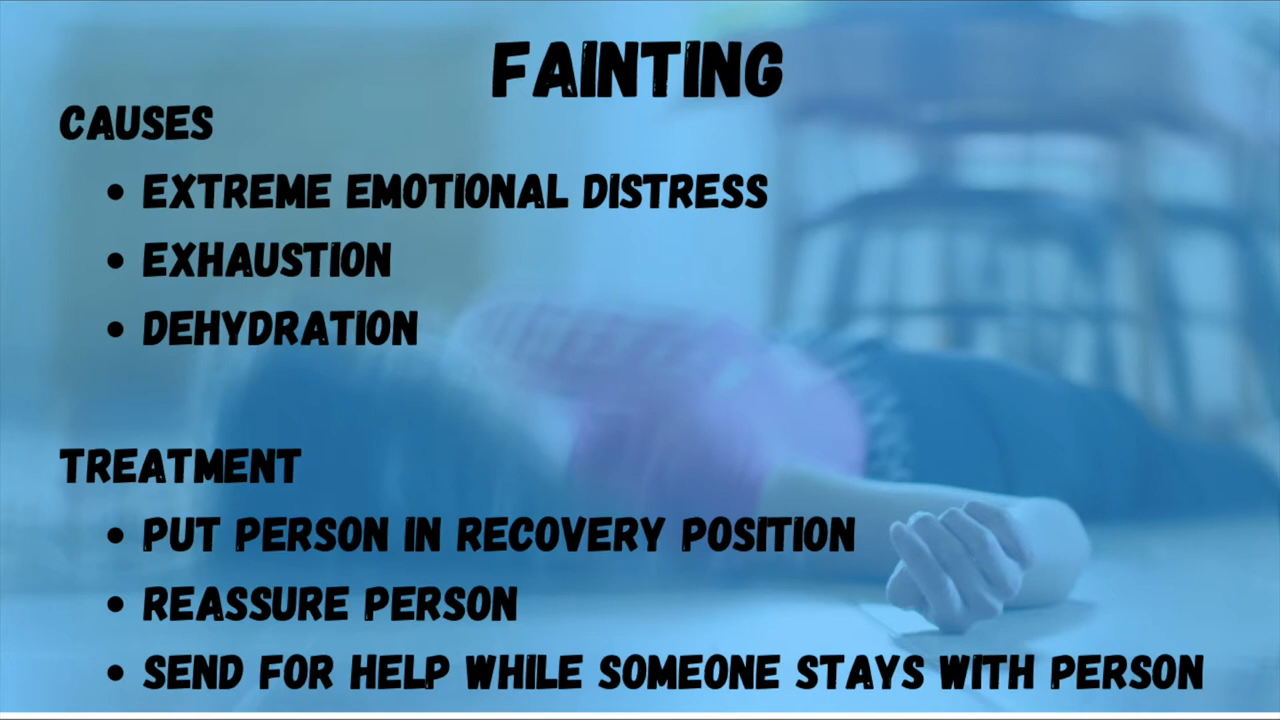 FAINTING
CAUSES
• EXTREME EMOTIONAL DISTRESS
• EXHAUSTION
• DEHYDRATION
TREATMENT
• PUT PERSON IN RECOVERY POSITION
• REASSURE PERSON
• SEND FOR HELP WHILE SOMEONE STAYS WITH PERSON